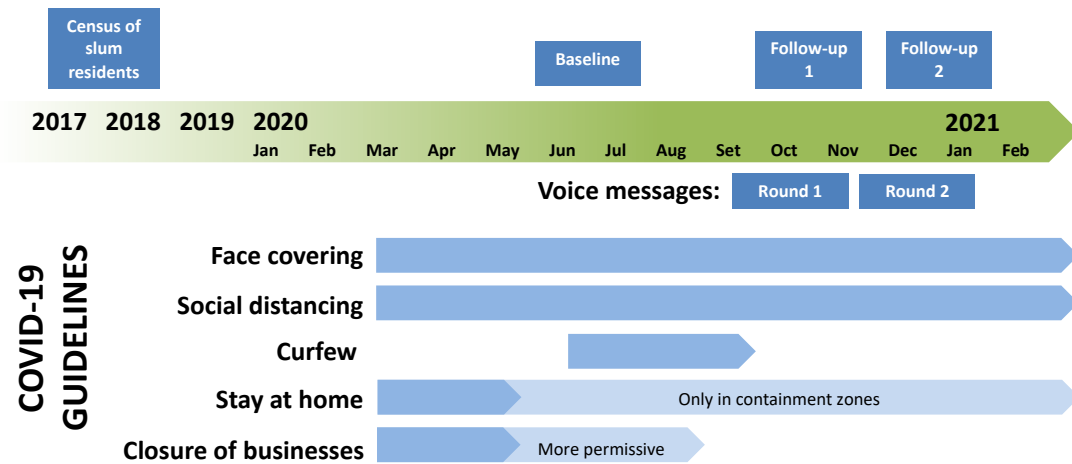 Census of
slum
residents
Baseline
Follow-up
1
Follow-up
2
2017 2018 2019 2020 2021
Jan Feb Mar Apr May Jun Jul Aug Set Oct Nov Dec Jan Feb
Voice messages: Round 1 Round 2
COVID-19
GUIDELINES
Face covering
Social distancing
Curfew
Stay at home Only in containment zones
Closure of businesses More permissive